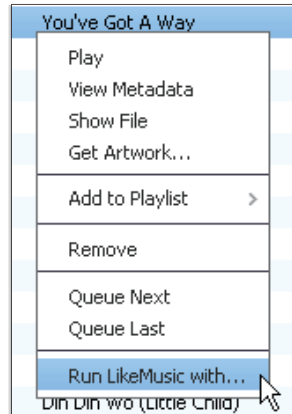 You've Got A Way
Play
View Metadata
Show File
Get Artwork...
Add to Playlist >
Remove
Queue Next
Queue Last
Run LikeMusic with...
Din Din Wo (Little Child)